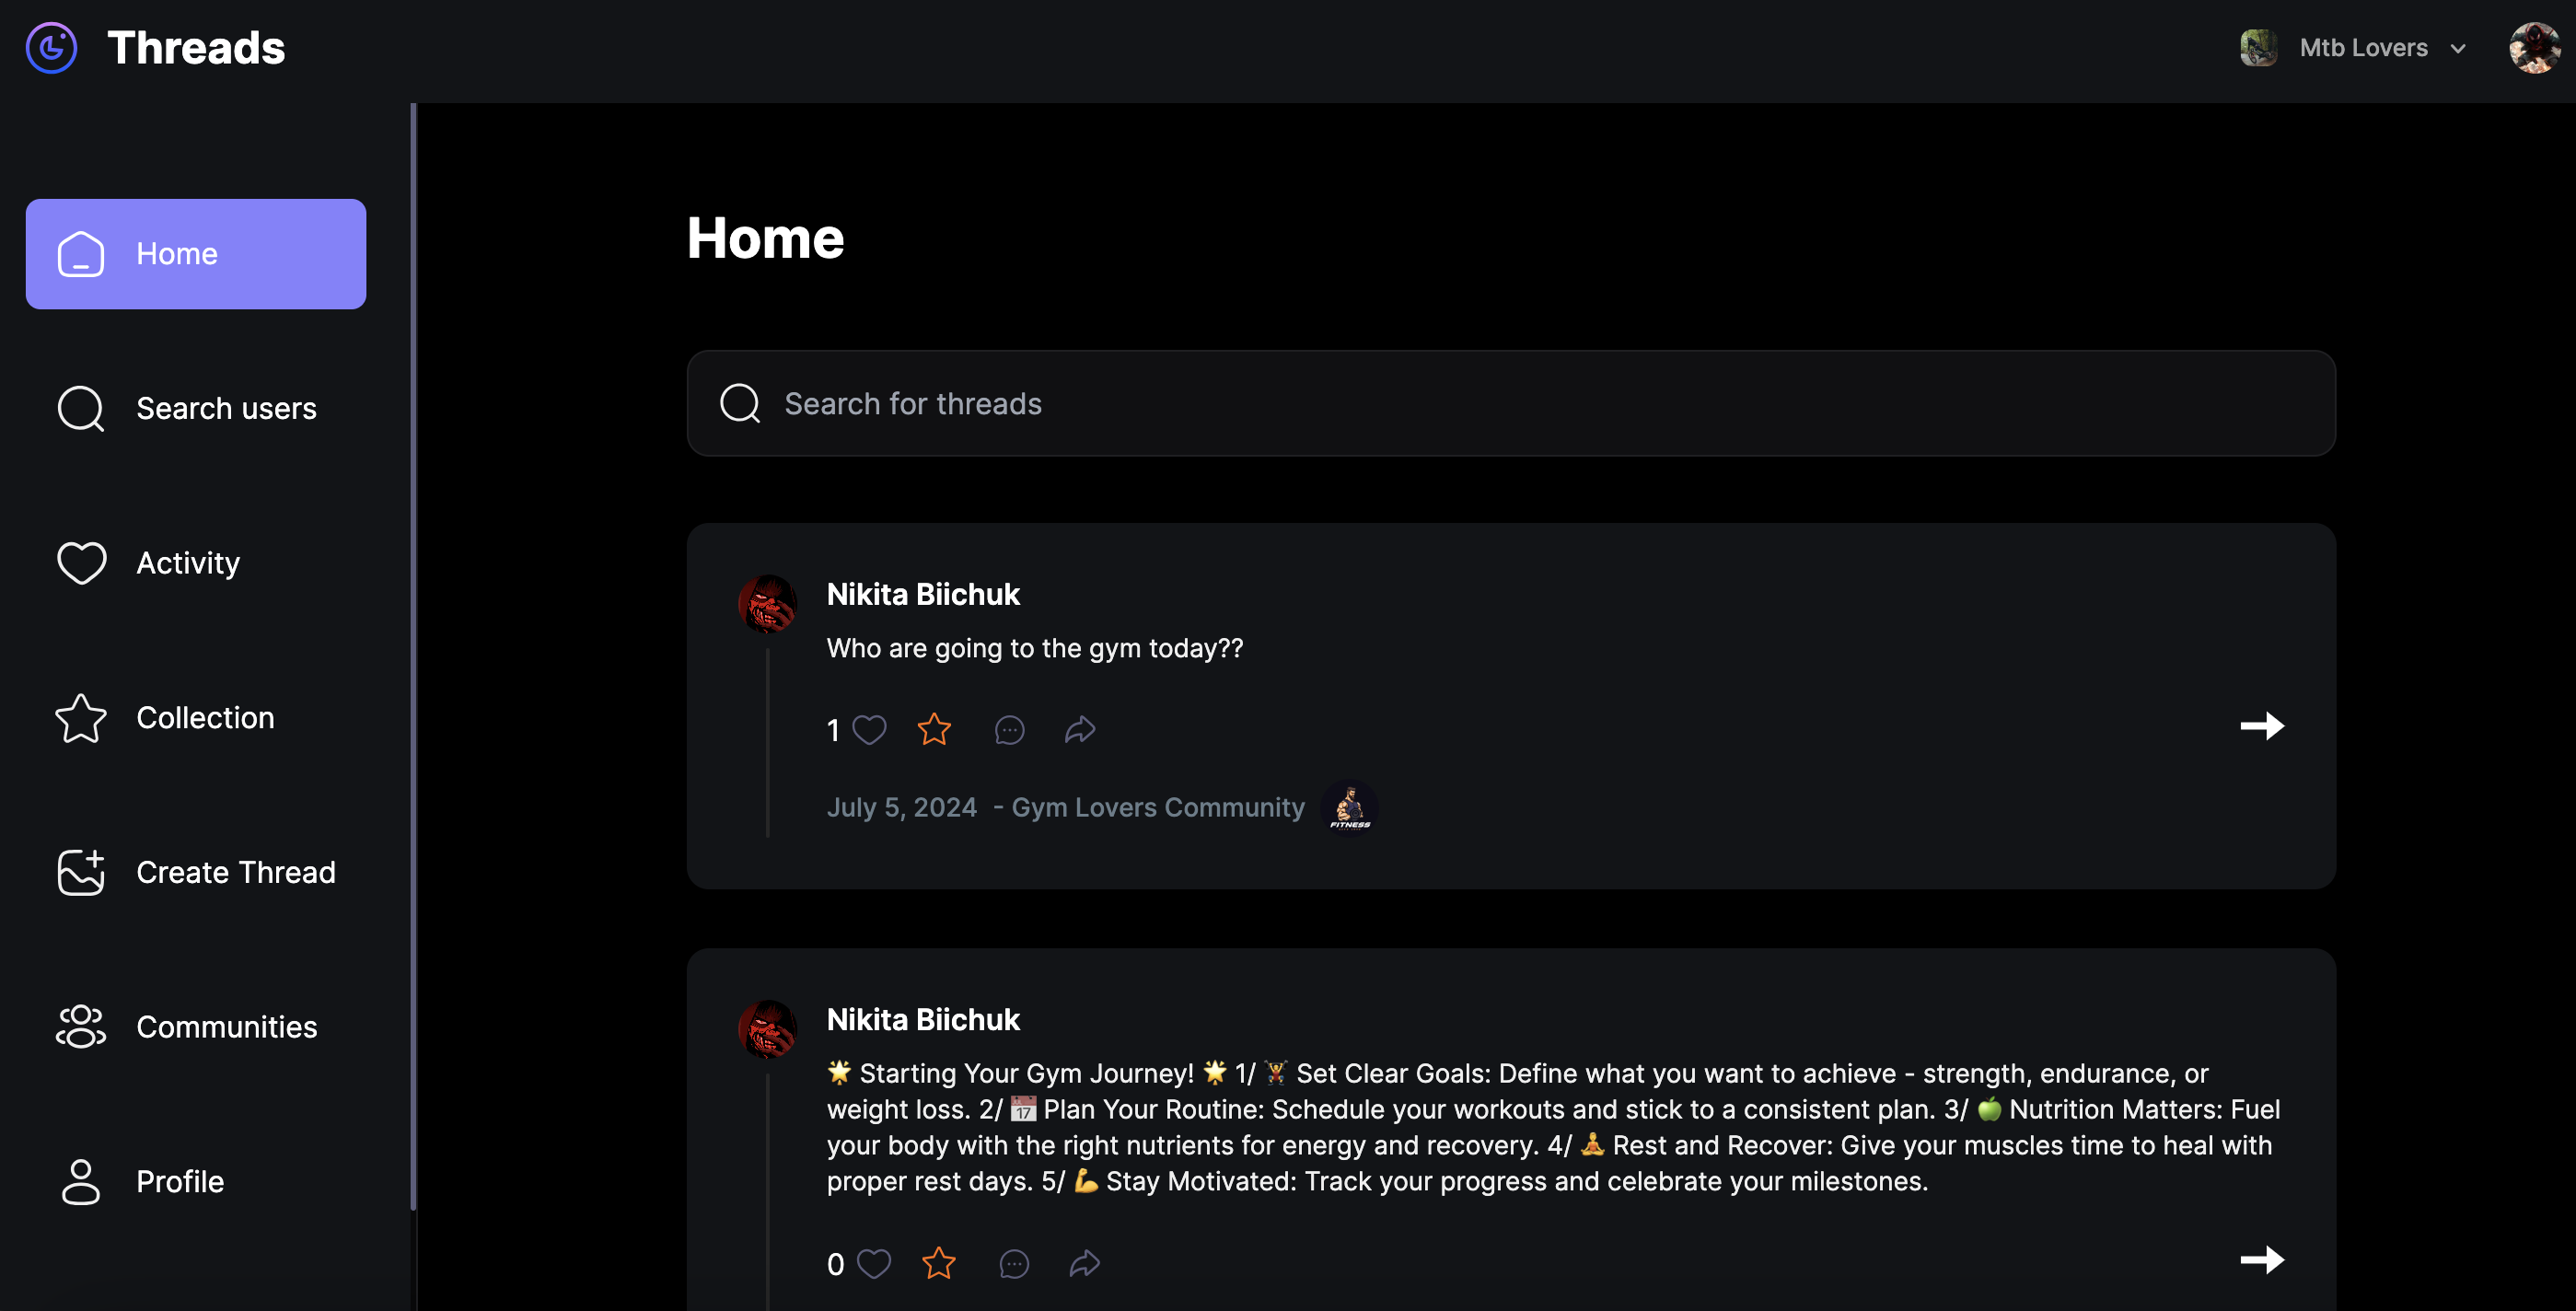 Threads
Mtb Lovers
Home
Search users
Activity
Collection
Create Thread
Communities
Profile
Home
Search for threads
Nikita Biichuk
Who are going to the gym today??
1
July 5, 2024 - Gym Lovers Community
FITNESS
Nikita Biichuk
🌟 Starting Your Gym Journey! 🌟 1/ 🏋️ Set Clear Goals: Define what you want to achieve - strength, endurance, or
weight loss. 2/ 📅 Plan Your Routine: Schedule your workouts and stick to a consistent plan. 3/ 🍏 Nutrition Matters: Fuel
your body with the right nutrients for energy and recovery. 4/ 🧘 Rest and Recover: Give your muscles time to heal with
proper rest days. 5/ 💪 Stay Motivated: Track your progress and celebrate your milestones.
0